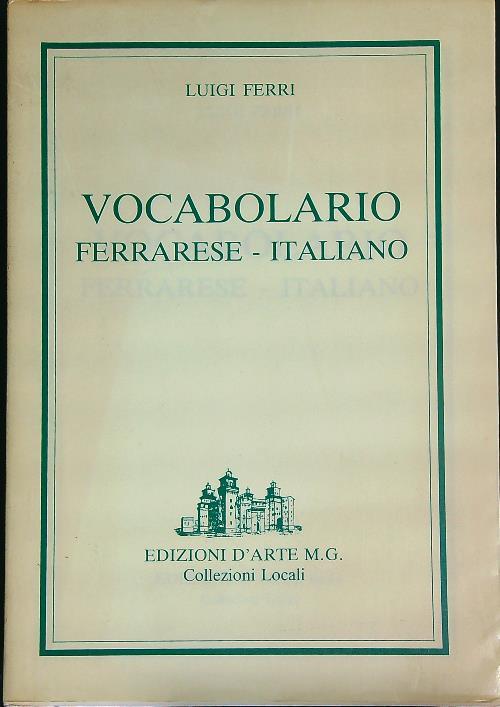 LUIGI FERRI
VOCABOLARIO
FERRARESE - ITALIANO
EDIZIONI D'ARTE M.G.
Collezioni Locali